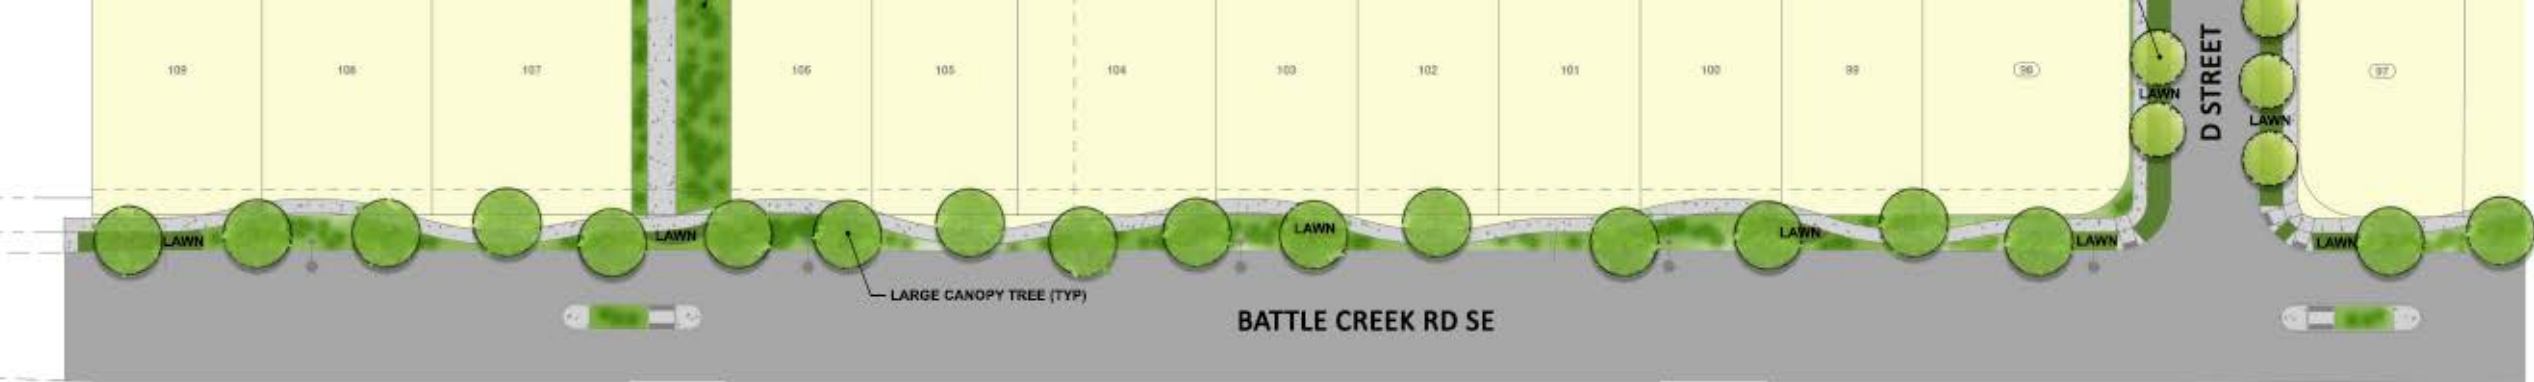 109
108
107
106
105
104
103
102
101
100
99
98
97
D STREET
LAWN
LAWN
LAWN
LAWN
LAWN
LAWN
LAWN
LAWN
LARGE CANOPY TREE (TYP)
BATTLE CREEK RD SE